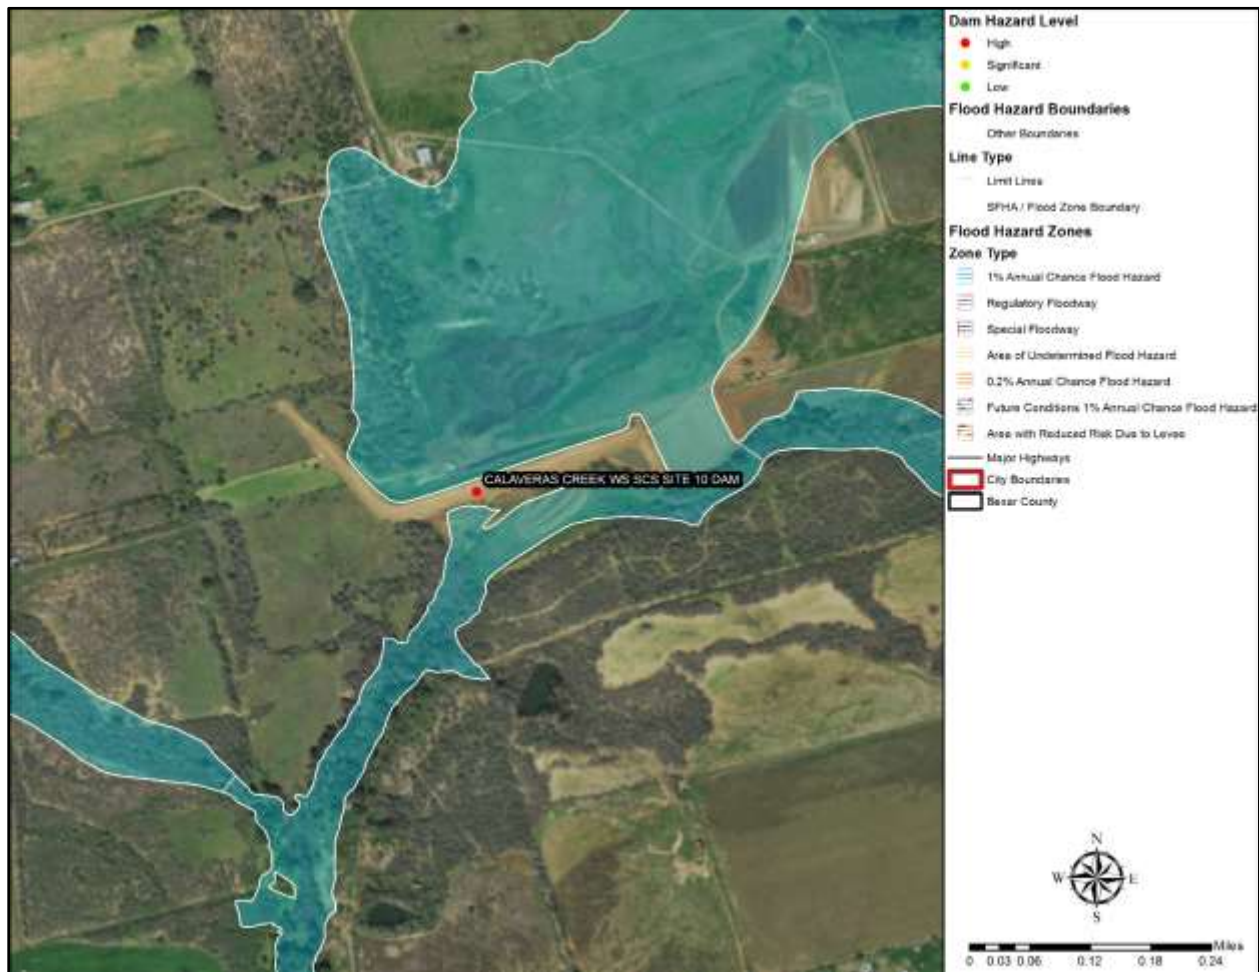 Dam Hazard Level
High
Significant
Low
Flood Hazard Boundaries
Other Boundaries
Line Type
Limit Lines
SFHA / Flood Zone Boundary
Flood Hazard Zones
Zone Type
1% Annual Chance Flood Hazard
Regulatory Floodway
Special Floodway
Area of Undetermined Flood Hazard
0.2% Annual Chance Flood Hazard
Future Conditions 1% Annual Chance Flood Hazard
Area with Reduced Risk Due to Levee
Major Highways
City Boundaries
Bexar County
CALAVERAS CREEK WS SCS SITE 10 DAM
N
W E
S
Miles
0 0.03 0.06 0.12 0.18 0.24